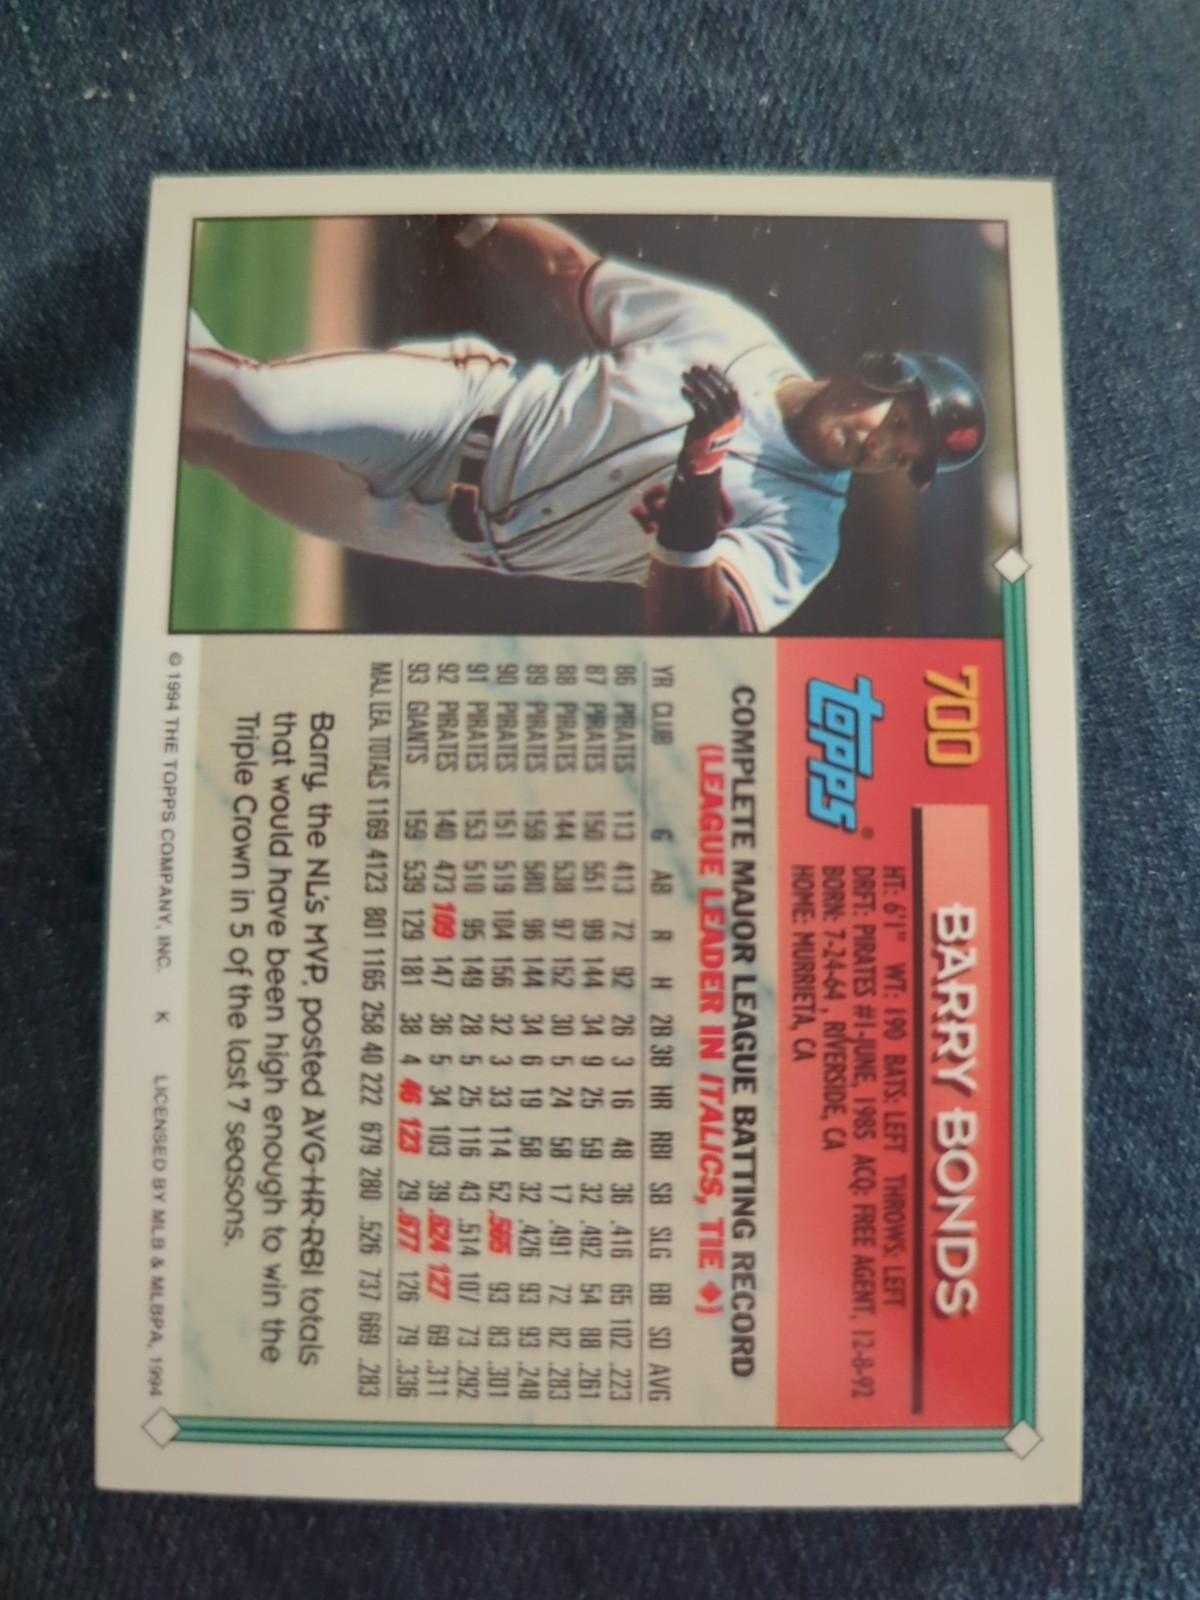 700
BARRY BONDS
topps®
HT: 6'1" WT: 190 BATS: LEFT THROWS: LEFT
DRFT: PIRATES #1-JUNE, 1985 ACQ: FREE AGENT, 12-8-92
BORN: 7-24-64, RIVERSIDE, CA
HOME: MURRIETA, CA
COMPLETE MAJOR LEAGUE BATTING RECORD
(LEAGUE LEADER IN ITALICS, TIE ♦)
YR CLUB G AB R H 2B 3B HR RBI SB SLG BB SO AVG
86 PIRATES 113 413 72 92 26 3 16 48 36 .416 65 102 .223
87 PIRATES 150 551 99 144 34 9 25 59 32 .492 54 88 .261
88 PIRATES 144 538 97 152 30 5 24 58 17 .491 72 82 .283
89 PIRATES 159 580 96 144 34 6 19 58 32 .426 93 93 .248
90 PIRATES 151 519 104 156 32 3 33 114 52 .565 93 83 .301
91 PIRATES 153 510 95 149 28 5 25 116 43 .514 107 73 .292
92 PIRATES 140 473 109 147 36 5 34 103 39 .624 127 69 .311
93 GIANTS 159 539 129 181 38 4 46 123 29 .677 126 79 .336
MAJ. LEA. TOTALS 1169 4123 801 1165 258 40 222 679 280 .526 737 669 .283
Barry, the NL's MVP, posted AVG-HR-RBI totals
that would have been high enough to win the
Triple Crown in 5 of the last 7 seasons.
© 1994 THE TOPPS COMPANY, INC. K LICENSED BY MLB & MLBPA, 1994